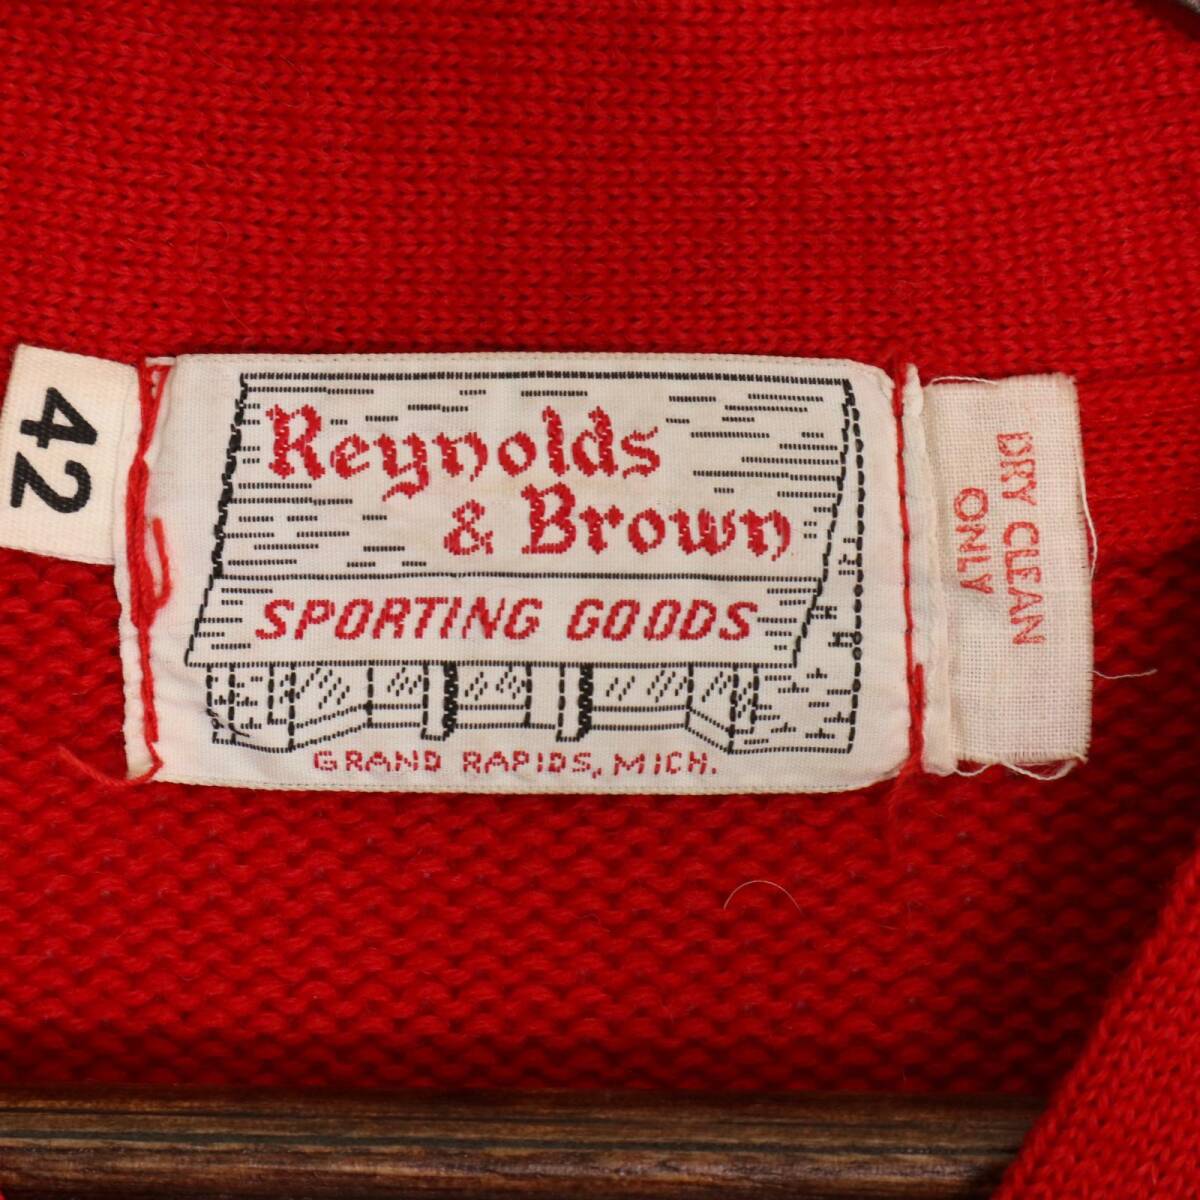 42
Reynolds
& Brown
SPORTING GOODS
GRAND RAPIDS, MICH.
DRY CLEAN
ONLY